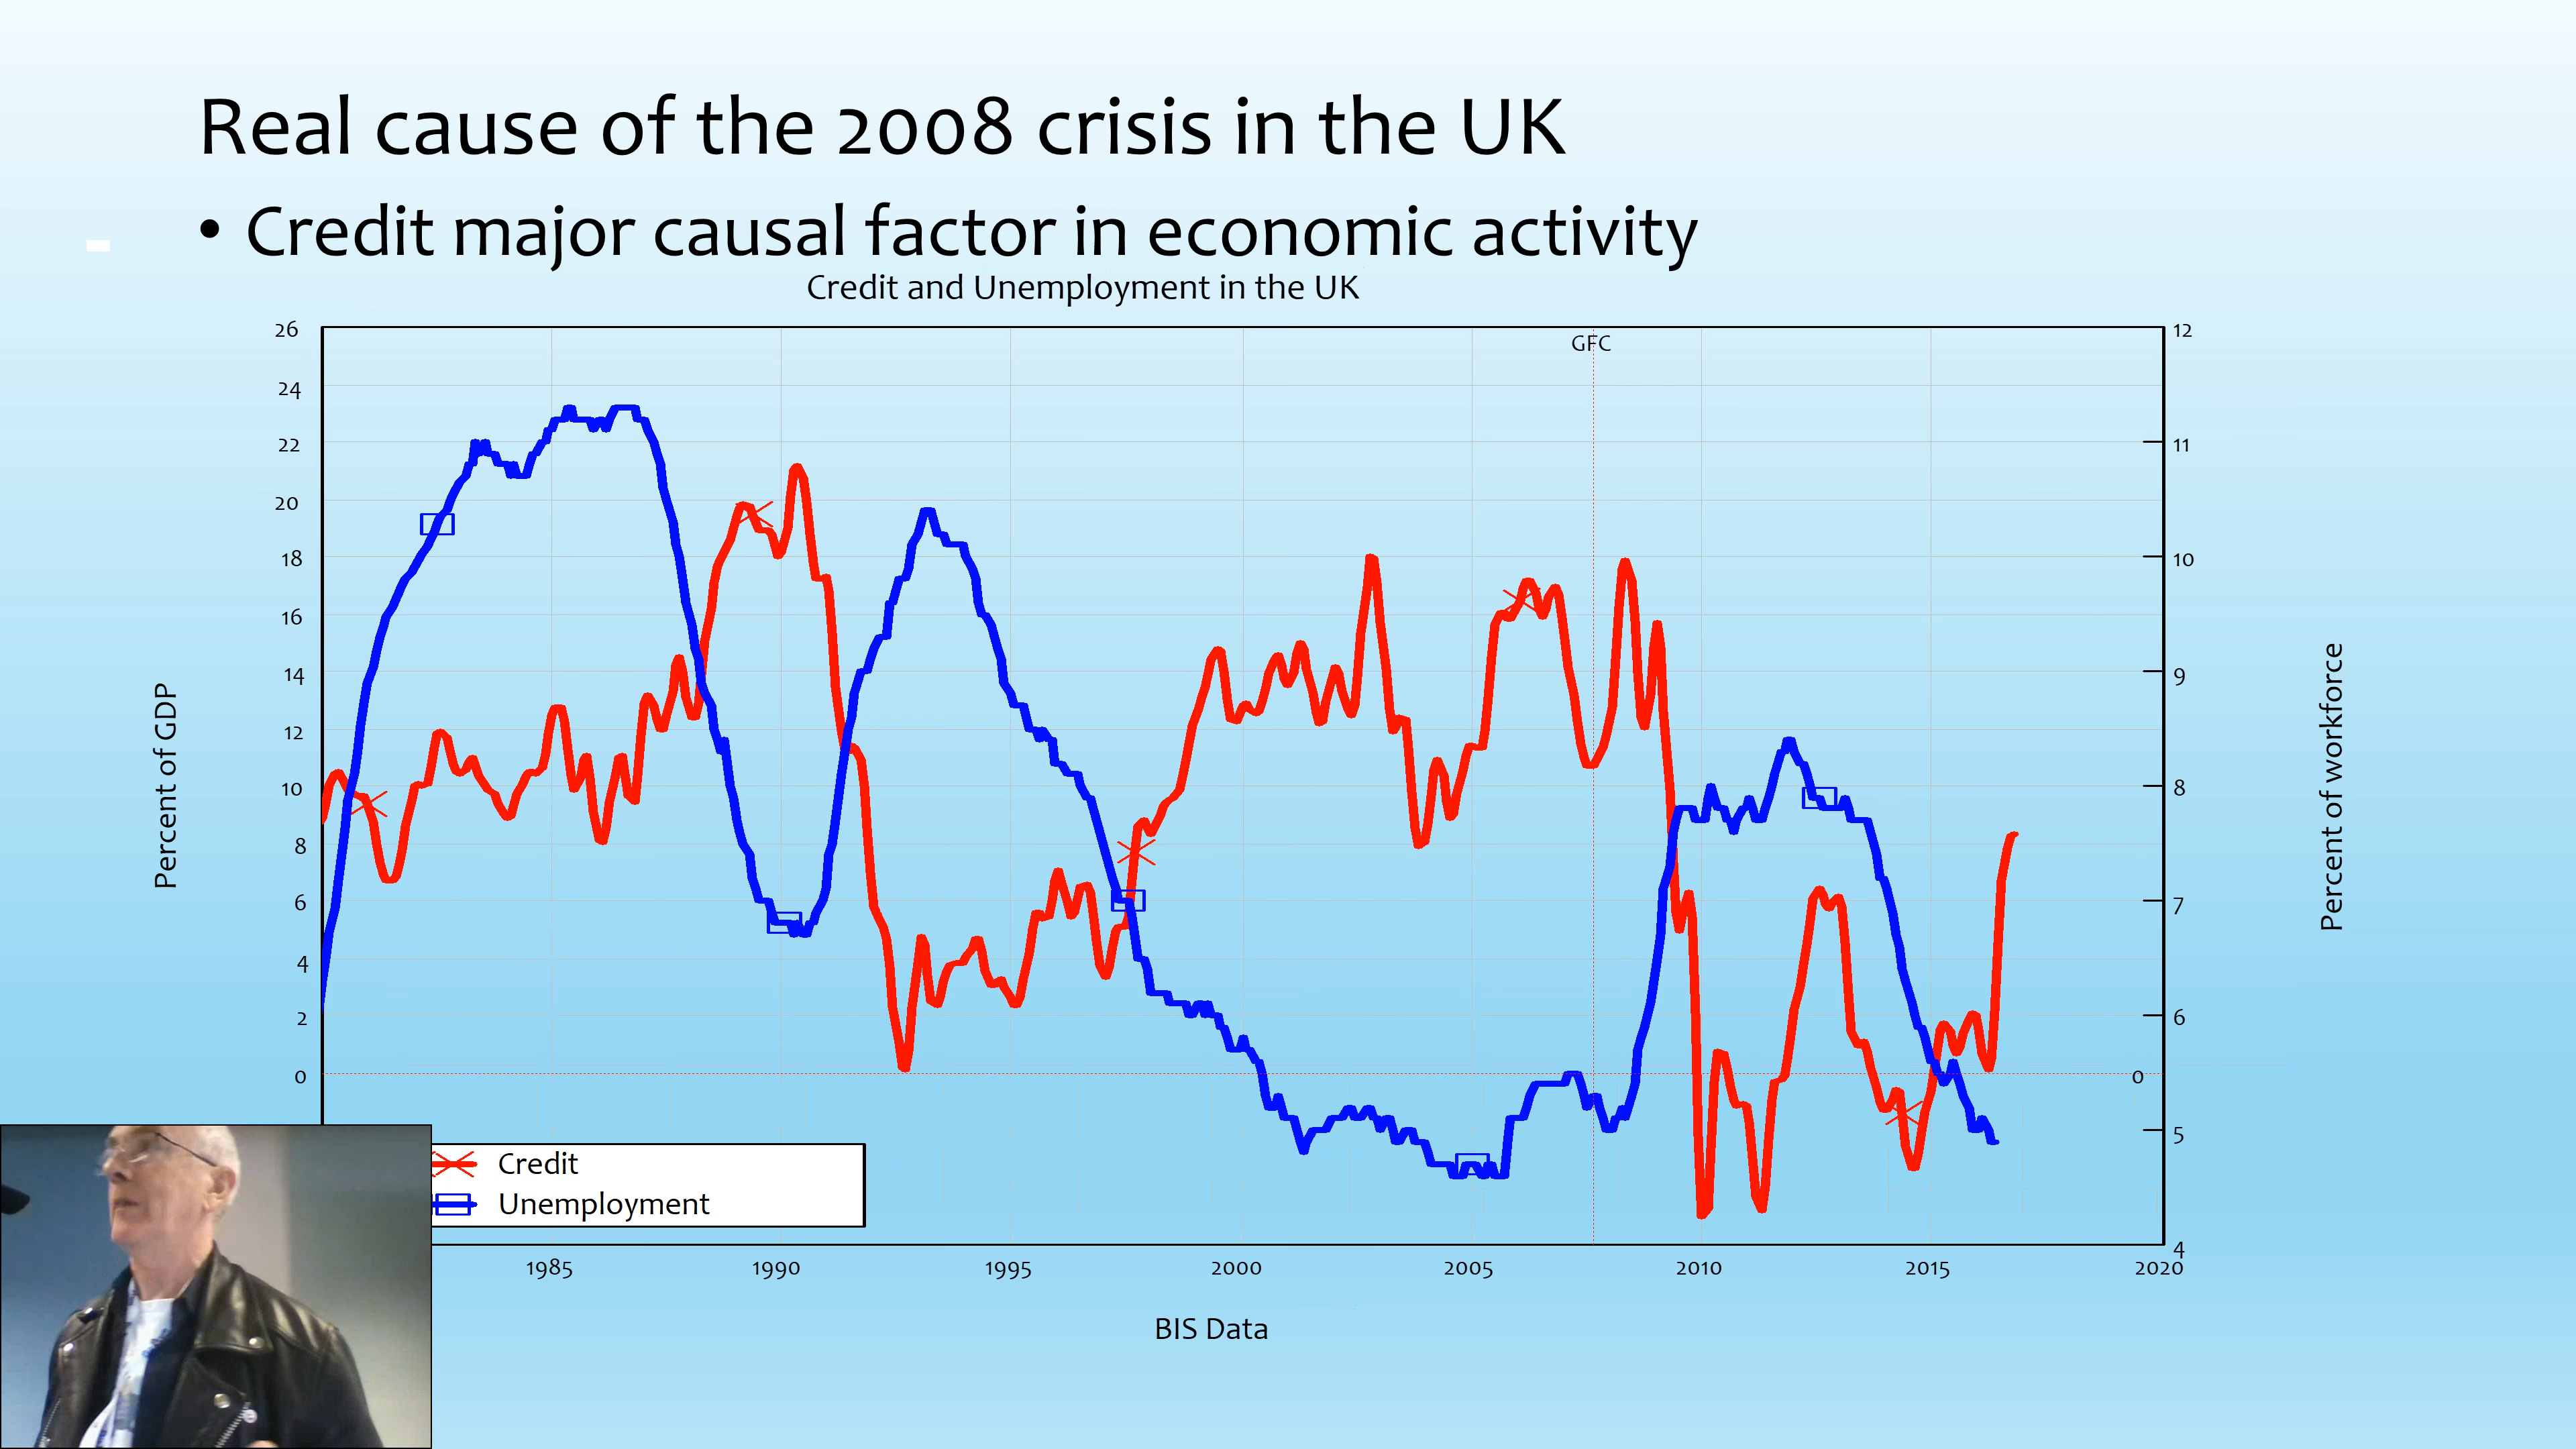 Real cause of the 2008 crisis in the UK
• Credit major causal factor in economic activity
Credit and Unemployment in the UK
GFC
26
24
22
20
18
16
14
12
10
8
6
4
2
0
Percent of GDP
12
11
10
9
8
7
6
0
5
4
Percent of workforce
Credit
Unemployment
1985 1990 1995 2000 2005 2010 2015 2020
BIS Data